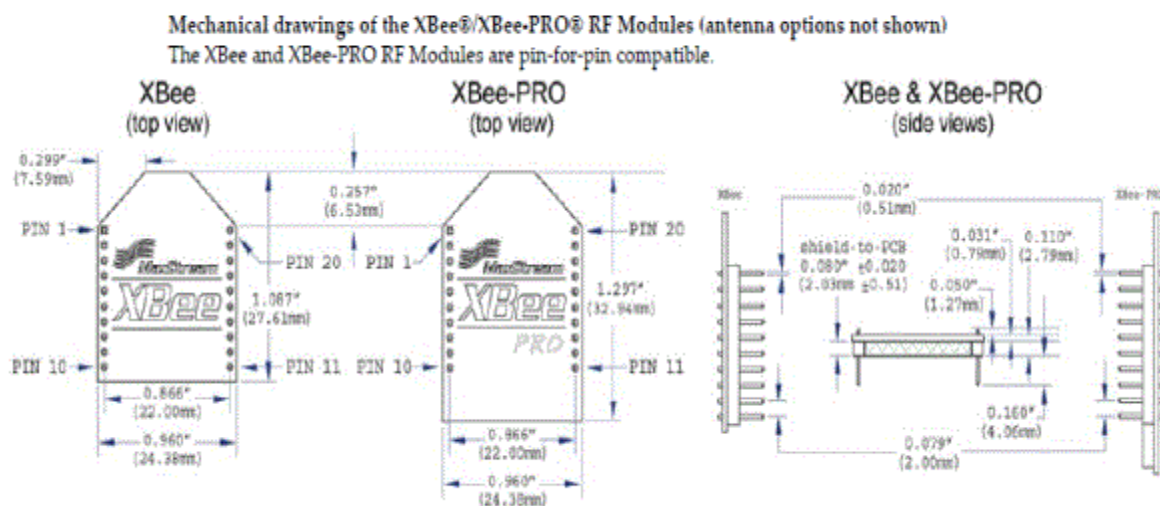 Mechanical drawings of the XBee®/XBee-PRO® RF Modules (antenna options not shown)
The XBee and XBee-PRO RF Modules are pin-for-pin compatible.
XBee
(top view)
XBee-PRO
(top view)
XBee & XBee-PRO
(side views)
0.299"
(7.59mm)
0.257"
(6.53mm)
PIN 1
PIN 20
PIN 1
PIN 20
MaxStream
XBee
1.087"
(27.61mm)
PIN 10
PIN 11
0.866"
(22.00mm)
0.960"
(24.38mm)
MaxStream
XBee
PRO
1.297"
(32.94mm)
PIN 10
PIN 11
0.866"
(22.00mm)
0.960"
(24.38mm)
XBee
XBee-PRO
0.020"
(0.51mm)
shield-to-PCB
0.080" ±0.020
(2.03mm ±0.51)
0.031"
(0.79mm)
0.110"
(2.79mm)
0.050"
(1.27mm)
0.160"
(4.06mm)
0.079"
(2.00mm)